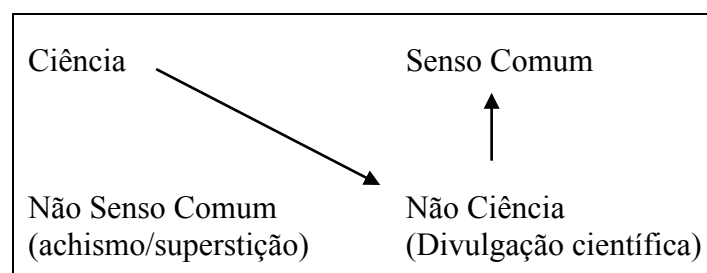 Ciência
Senso Comum
Não Senso Comum
(achismo/superstição)
Não Ciência
(Divulgação científica)